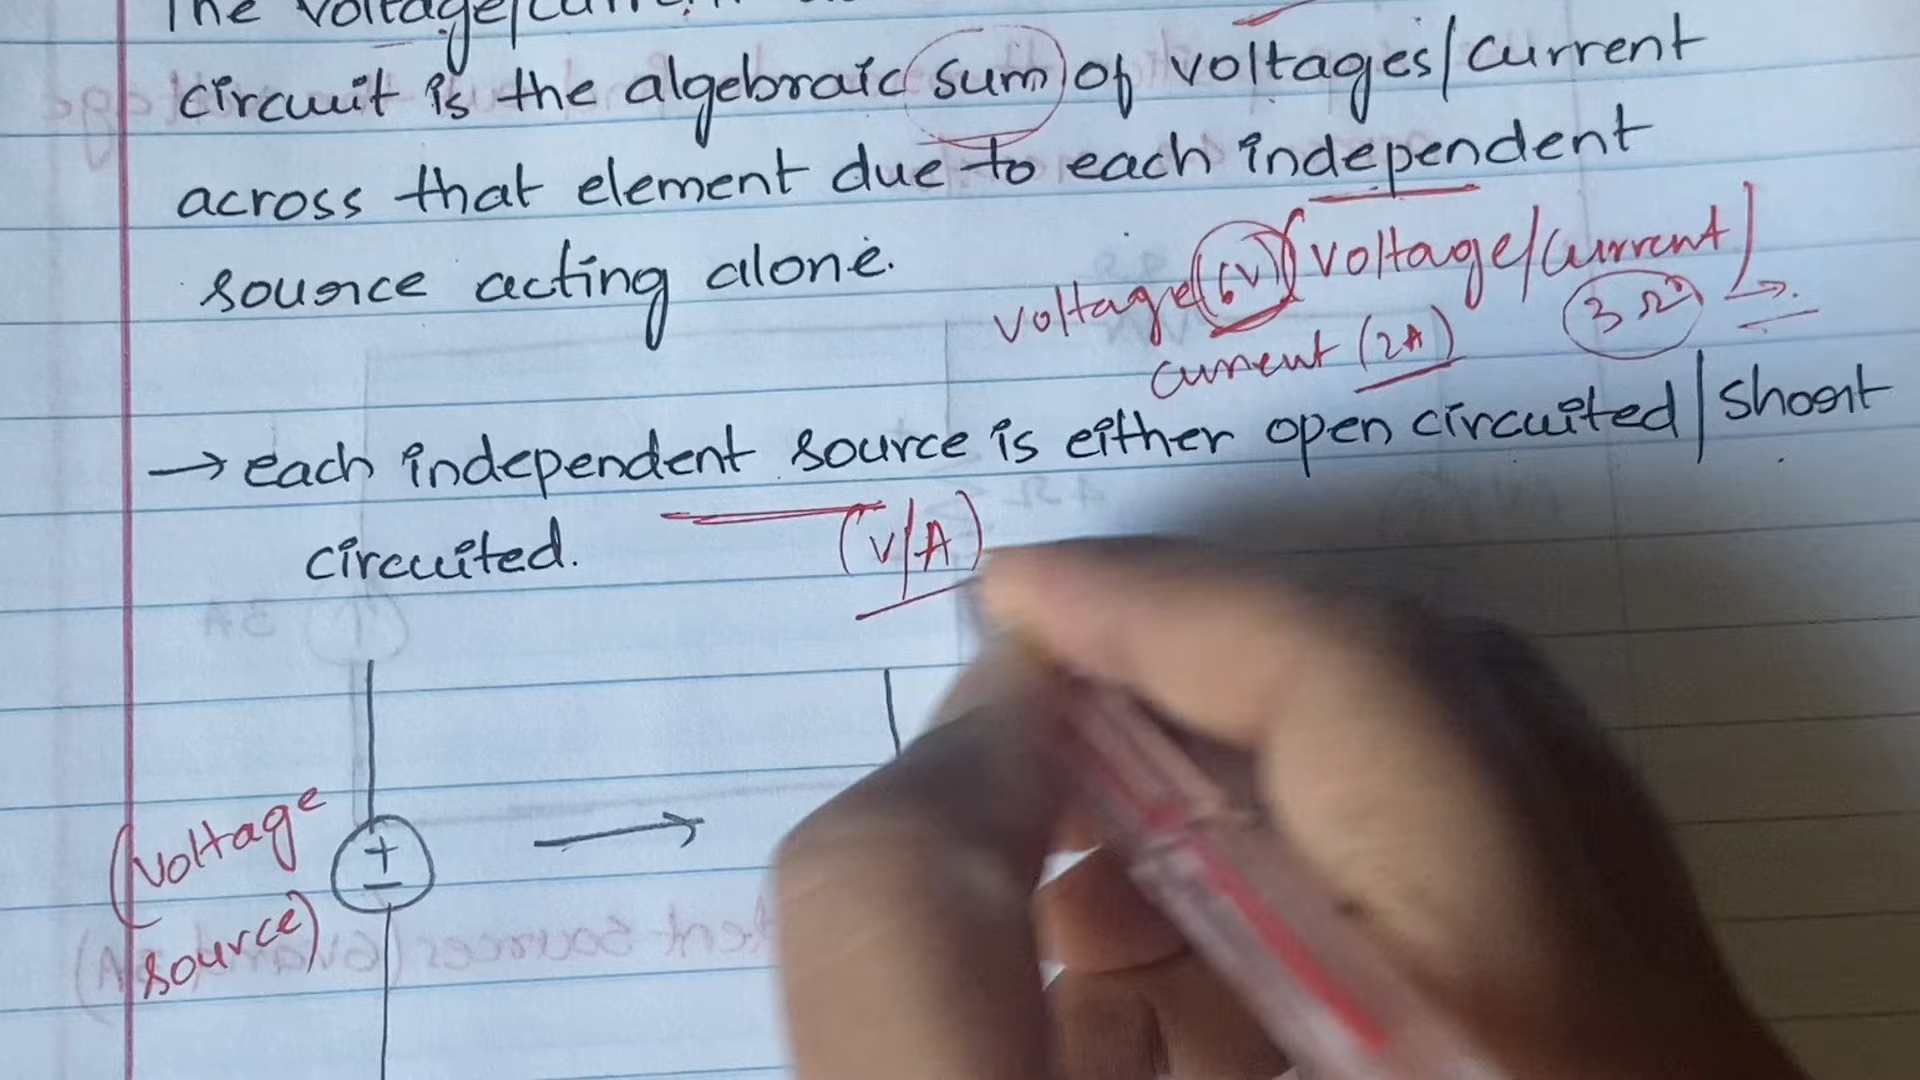 The voltage/current
circuit is the algebraic sum of voltages/current
across that element due to each independent
source acting alone.
voltage/current
voltage (6V)
3Ω
current (2A)
→ each independent source is either open circuited/short
circuited.
(V/A)
(voltage
source)
+
−
3A